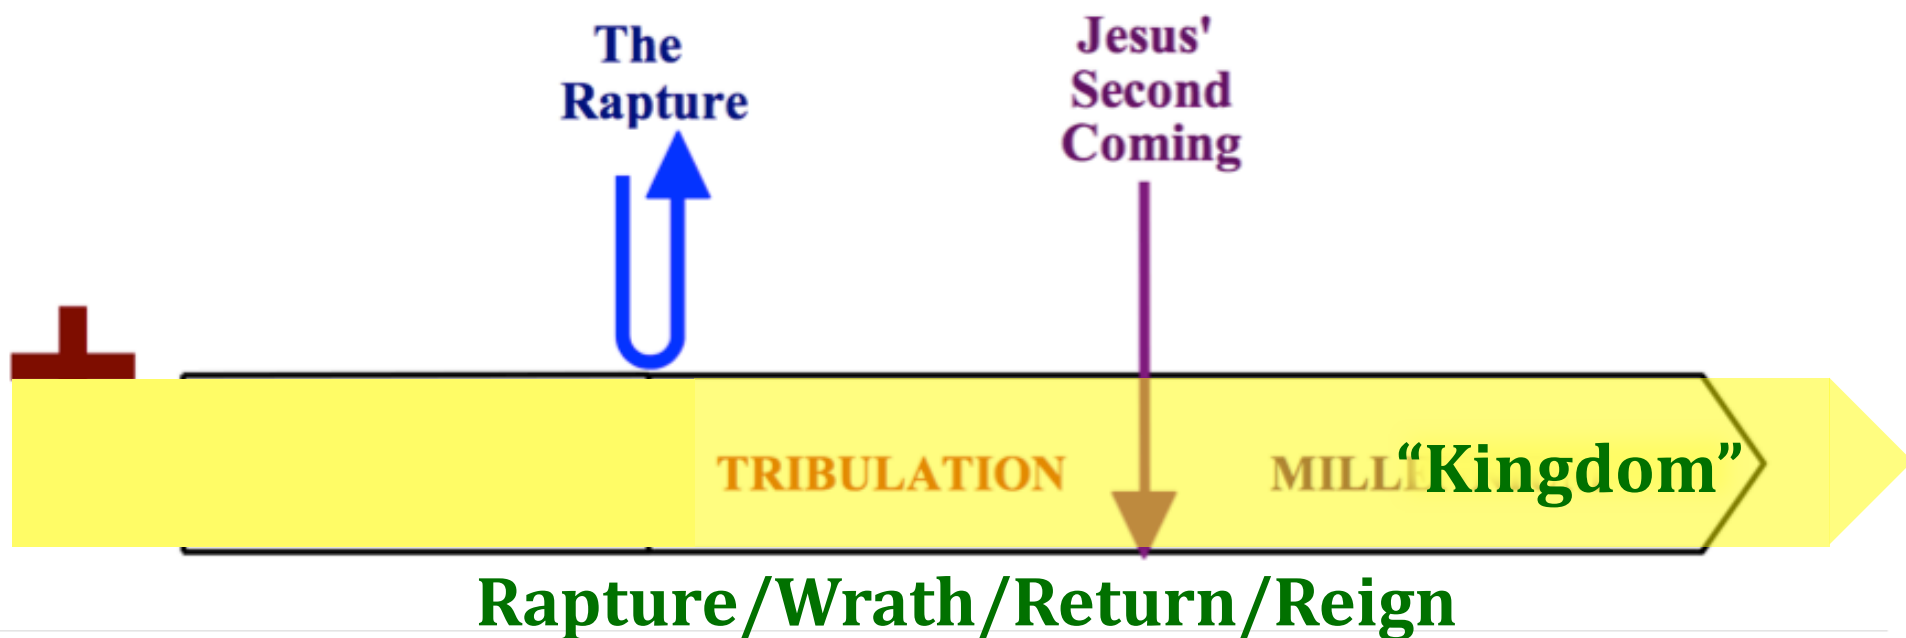 The
Rapture
Jesus'
Second
Coming
TRIBULATION
MILL “Kingdom”
Rapture/Wrath/Return/Reign